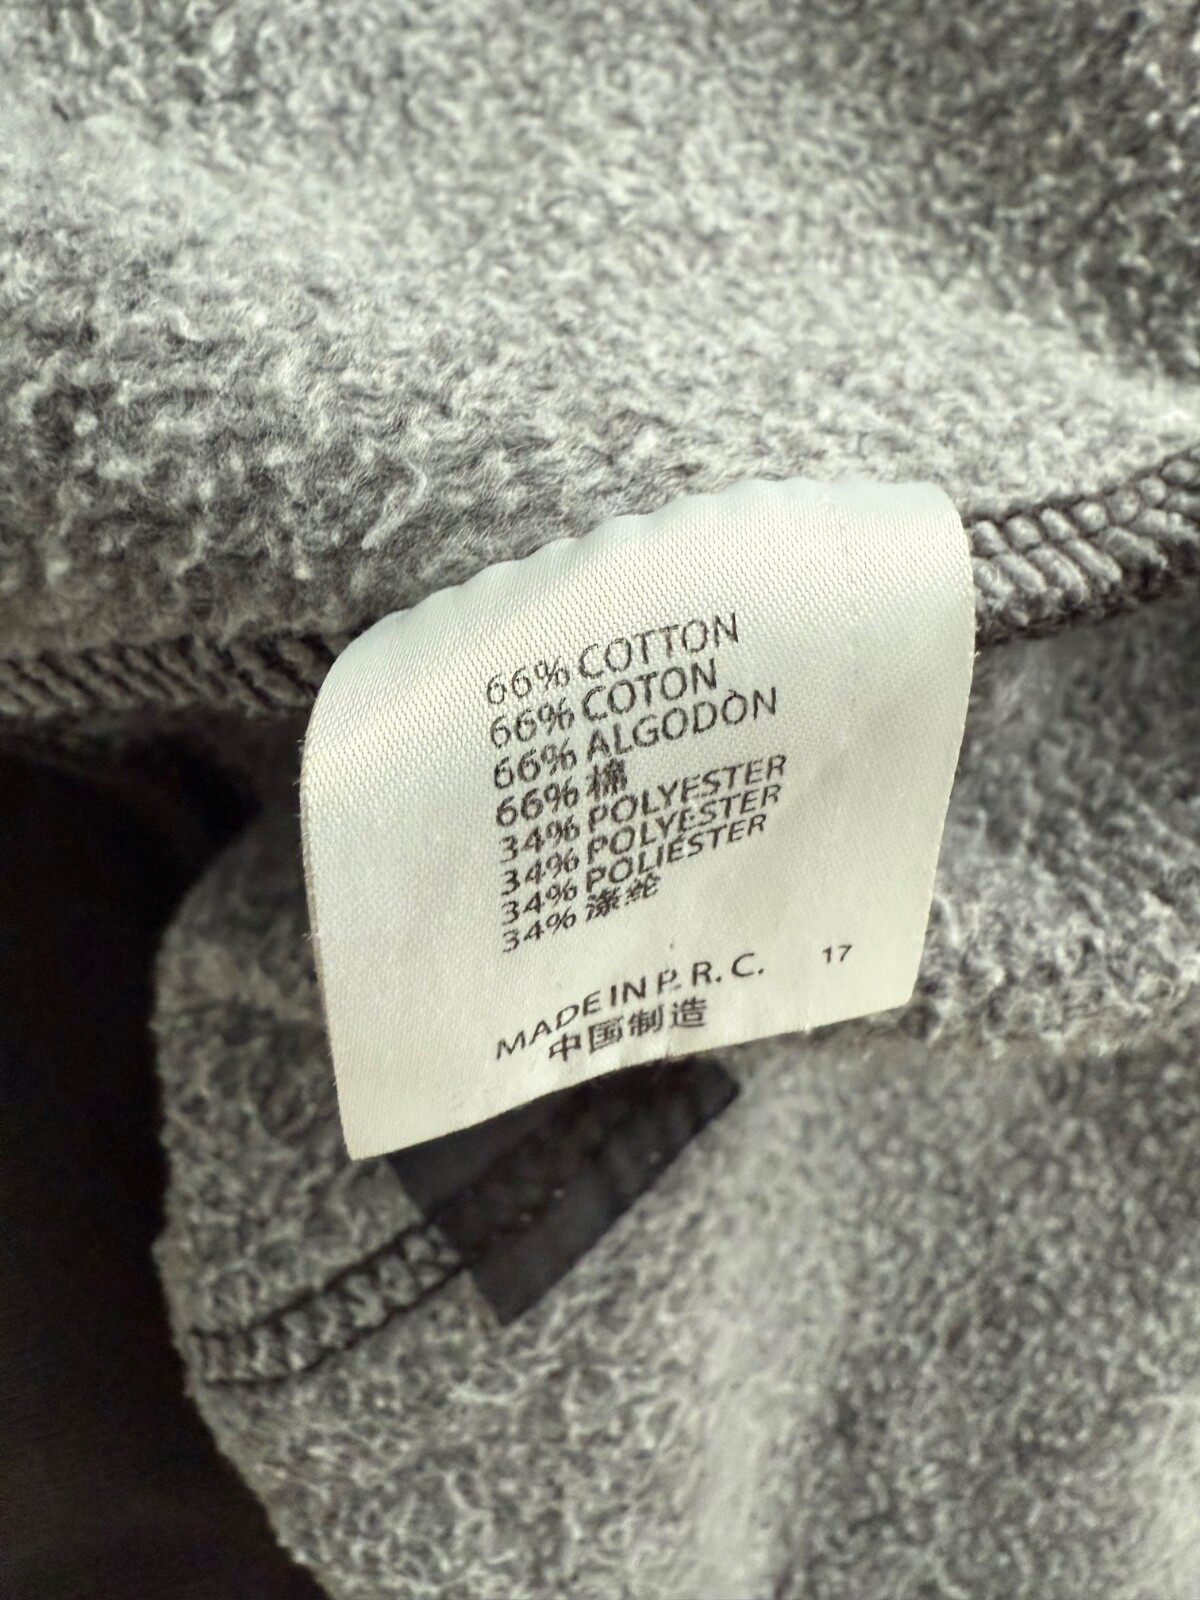 66% COTTON
66% COTON
66% ALGODÒN
66% 棉
34% POLYESTER
34% POLYESTER
34% POLIÉSTER
34% 涤纶
MADE IN P. R. C. 17
中国制造